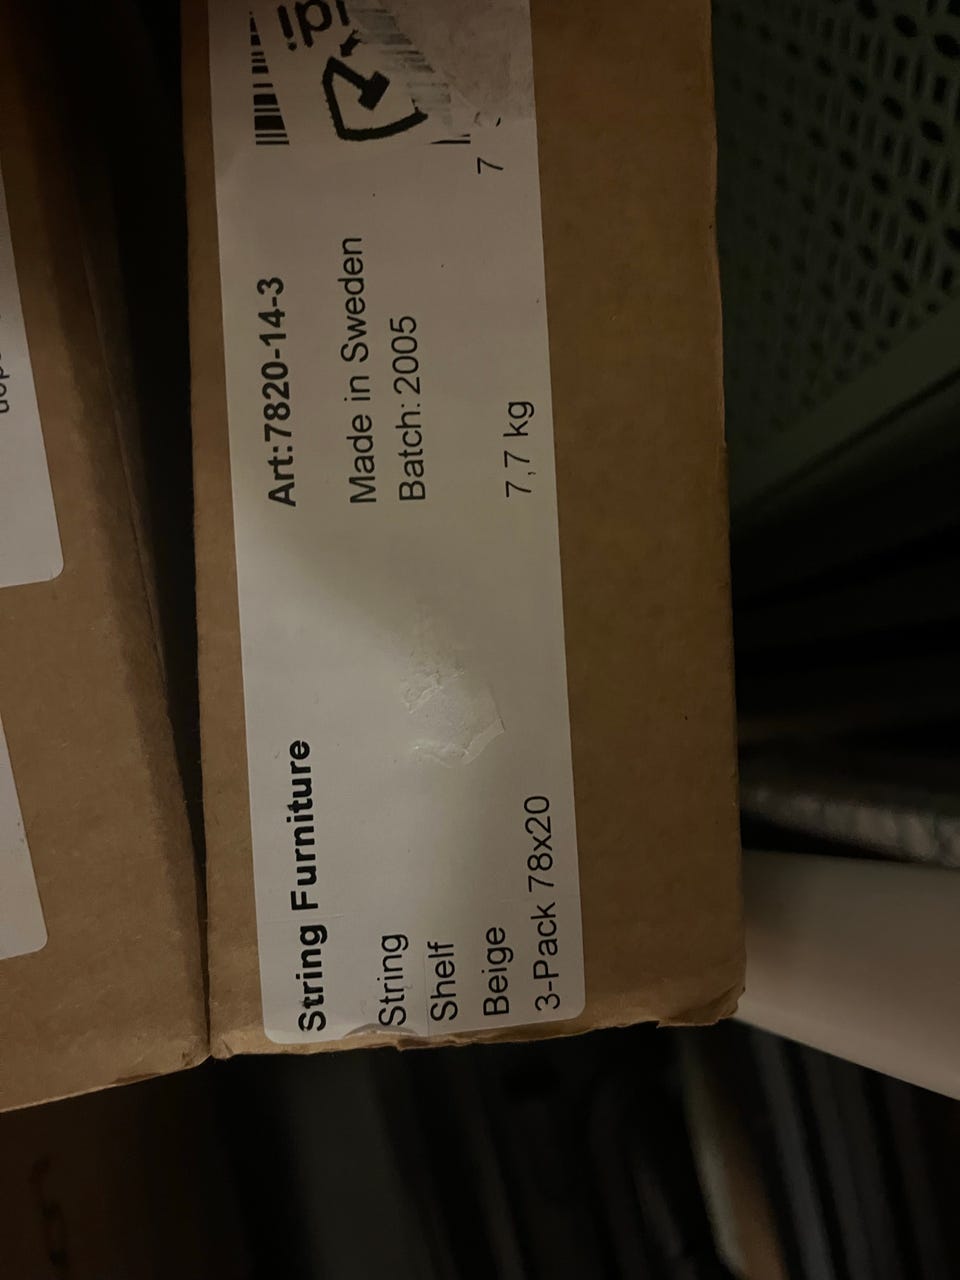 String Furniture
Art:7820-14-3
String
Made in Sweden
Shelf
Batch: 2005
Beige
3-Pack 78x20
7,7 kg
7